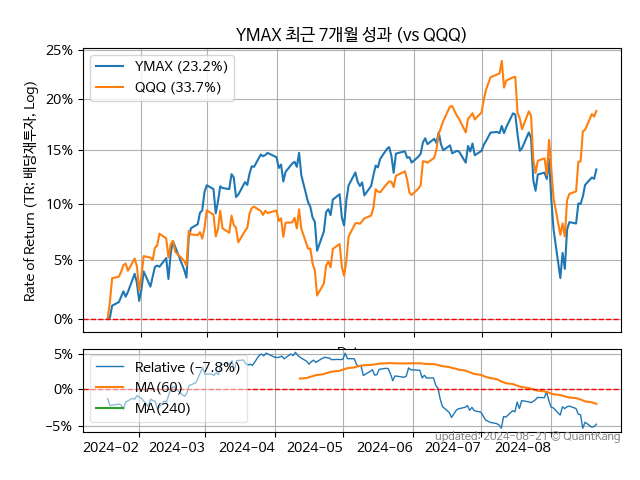 YMAX 최근 7개월 성과 (vs QQQ)
25%
20%
15%
10%
5%
0%
Rate of Return (TR: 배당재투자, Log)
YMAX (23.2%)
QQQ (33.7%)
5%
0%
−5%
Relative (−7.8%)
MA(60)
MA(240)
2024-02
2024-03
2024-04
2024-05
2024-06
2024-07
2024-08
updated: 2024-08-21 © QuantKang